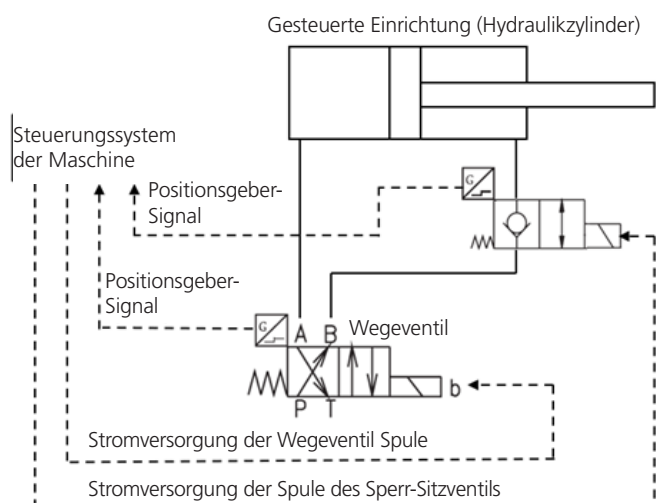 Gesteuerte Einrichtung (Hydraulikzylinder)
Steuerungssystem
der Maschine
Positionsgeber-
Signal
G
Positionsgeber-
Signal
G
A B
Wegeventil
P T
b
Stromversorgung der Wegeventil Spule
Stromversorgung der Spule des Sperr-Sitzventils